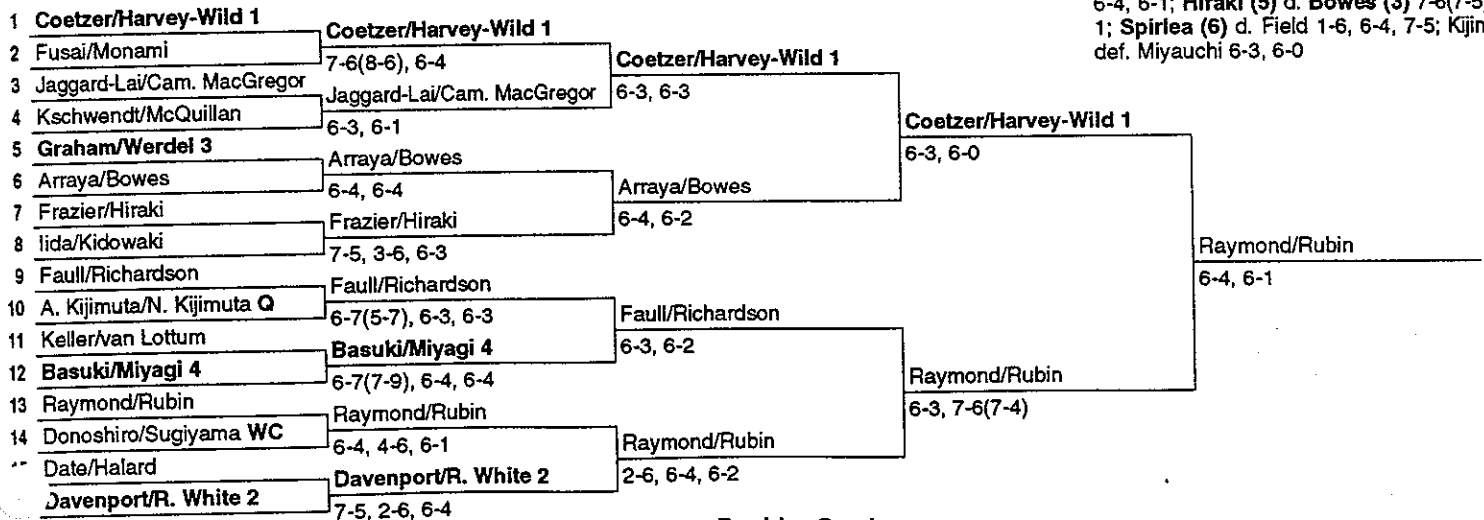 6-4, 6-1; Hiraki (5) d. Bowes (3) 7-6(7-5)
1; Spirlea (6) d. Field 1-6, 6-4, 7-5; Kijim
def. Miyauchi 6-3, 6-0
1 Coetzer/Harvey-Wild 1
2 Fusai/Monami
3 Jaggard-Lai/Cam. MacGregor
4 Kschwendt/McQuillan
5 Graham/Werdel 3
6 Arraya/Bowes
7 Frazier/Hiraki
8 Iida/Kidowaki
9 Faull/Richardson
10 A. Kijimuta/N. Kijimuta Q
11 Keller/van Lottum
12 Basuki/Miyagi 4
13 Raymond/Rubin
14 Donoshiro/Sugiyama WC
Date/Halard
Davenport/R. White 2
Coetzer/Harvey-Wild 1
7-6(8-6), 6-4
Jaggard-Lai/Cam. MacGregor
6-3, 6-1
Arraya/Bowes
6-4, 6-4
Frazier/Hiraki
7-5, 3-6, 6-3
Faull/Richardson
6-7(5-7), 6-3, 6-3
Basuki/Miyagi 4
6-7(7-9), 6-4, 6-4
Raymond/Rubin
6-4, 4-6, 6-1
Davenport/R. White 2
7-5, 2-6, 6-4
Coetzer/Harvey-Wild 1
6-3, 6-3
Arraya/Bowes
6-4, 6-2
Faull/Richardson
6-3, 6-2
Raymond/Rubin
2-6, 6-4, 6-2
Coetzer/Harvey-Wild 1
6-3, 6-0
Raymond/Rubin
6-3, 7-6(7-4)
Raymond/Rubin
6-4, 6-1